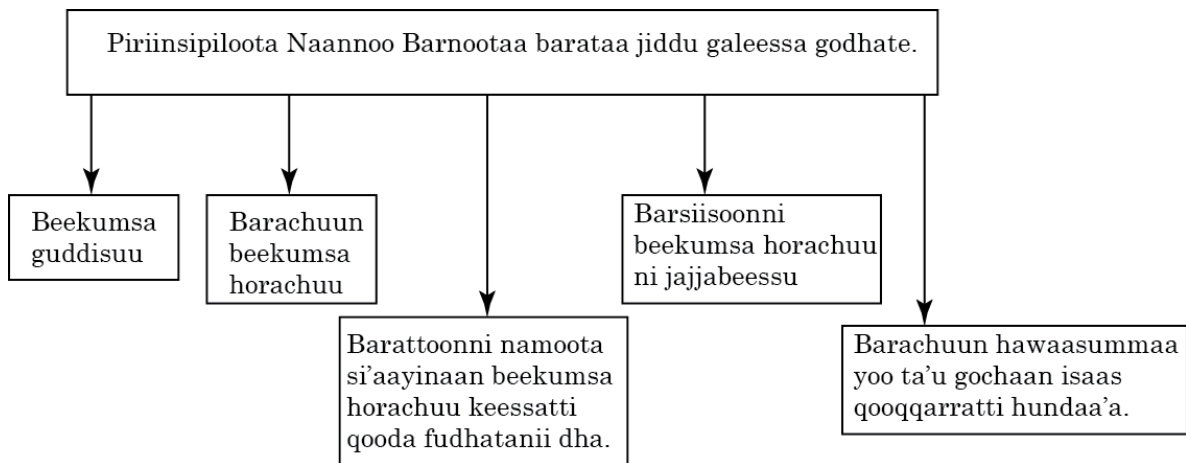 Piriinsipiloota Naannoo Barnootaa barataa jiddu galeessa godhate.
Beekumsa
guddisuu
Barachuun
beekumsa
horachuu
Barattoonni namoota
si'aayinaan beekumsa
horachuu keessatti
qooda fudhatanii dha.
Barsiisoonni
beekumsa horachuu
ni jajjabeessu
Barachuun hawaasummaa
yoo ta'u gochaan isaas
qooqqarratti hundaa'a.